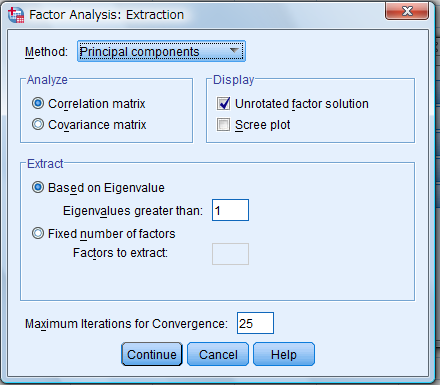 Factor Analysis: Extraction
Method: Principal components
Analyze
Correlation matrix
Covariance matrix
Display
Unrotated factor solution
Scree plot
Extract
Based on Eigenvalue
Eigenvalues greater than: 1
Fixed number of factors
Factors to extract:
Maximum Iterations for Convergence: 25
Continue Cancel Help